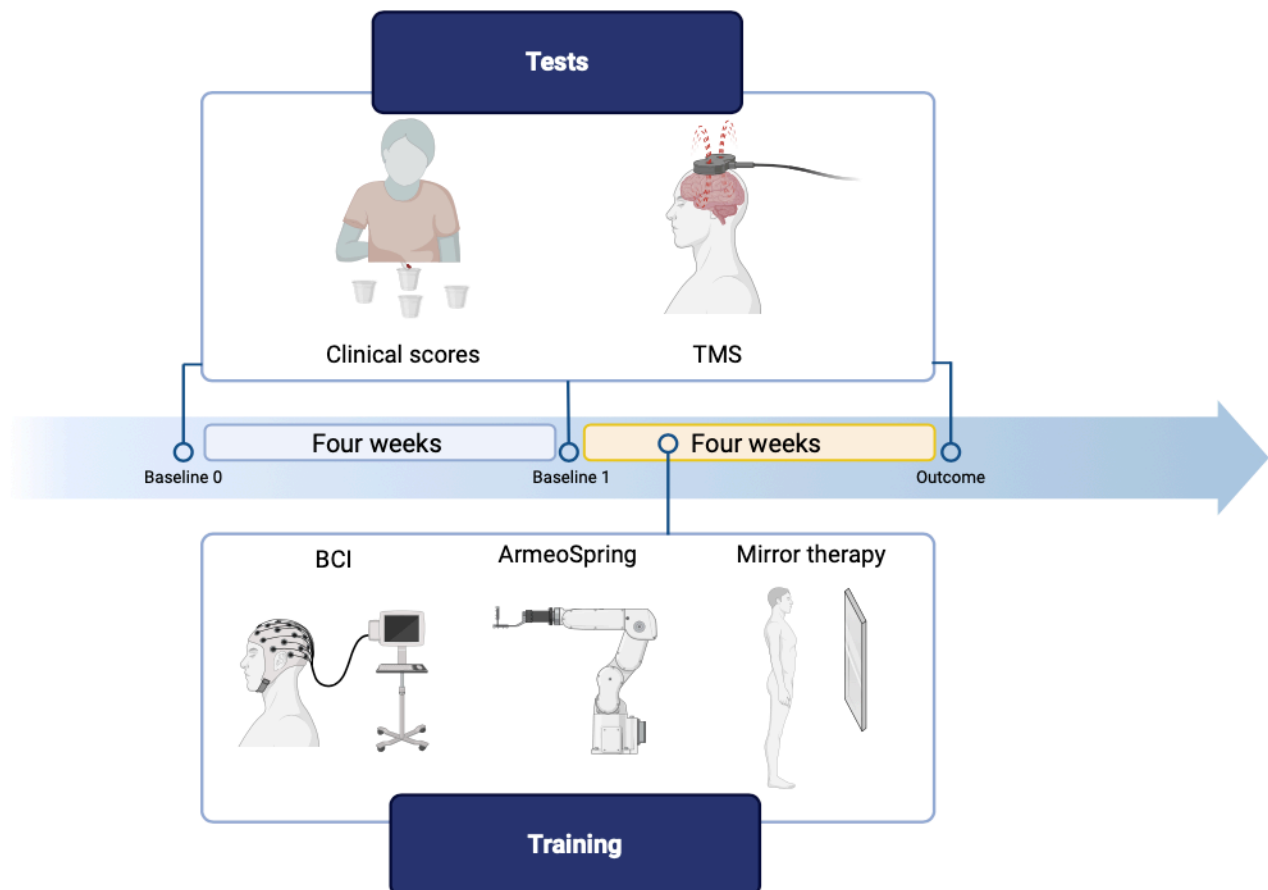 Tests
Clinical scores
TMS
Four weeks
Four weeks
Baseline 0
Baseline 1
Outcome
BCI
ArmeoSpring
Mirror therapy
Training